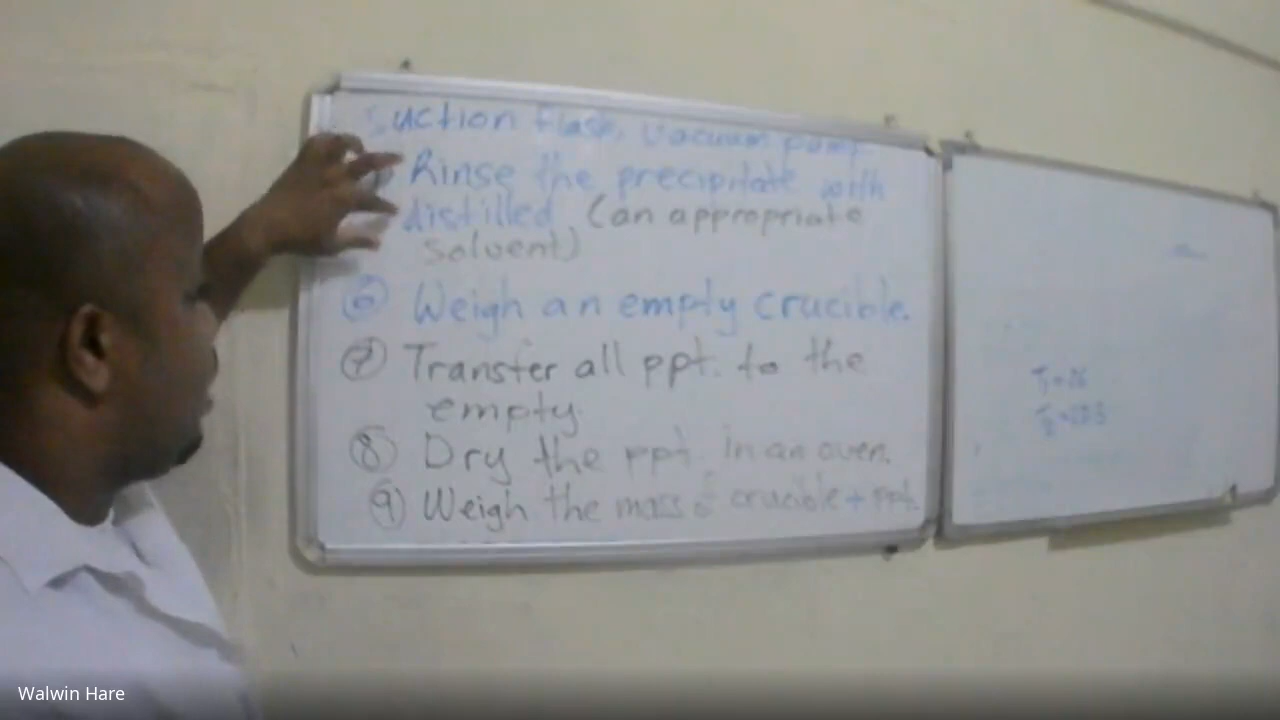 Suction flask, Vacuum pump
Rinse the precipitate with
distilled (an appropriate
solvent)
⑥ Weigh an empty crucible.
⑦ Transfer all ppt. to the
empty.
⑧ Dry the ppt. in an oven.
⑨ Weigh the mass crucible + ppt.
Walwin Hare